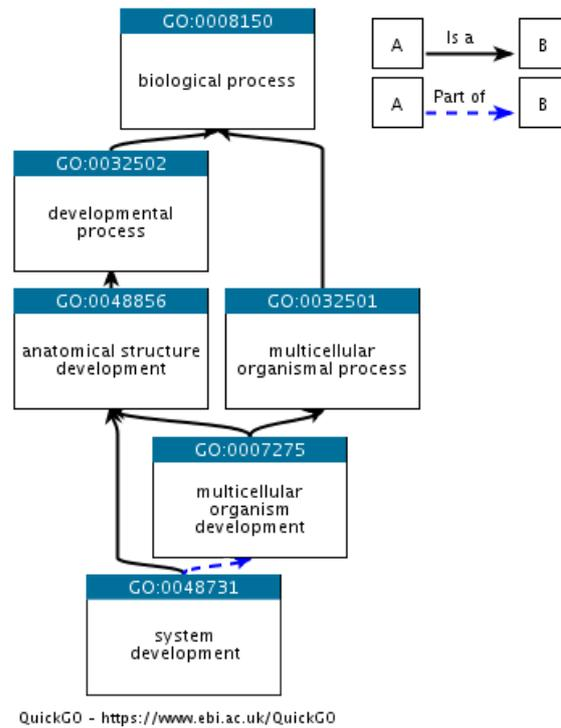 GO:0008150
biological process
A
Is a
B
A
Part of
B
GO:0032502
developmental
process
GO:0048856
anatomical structure
development
GO:0032501
multicellular
organismal process
GO:0007275
multicellular
organism
development
GO:0048731
system
development
QuickGO - https://www.ebi.ac.uk/QuickGO